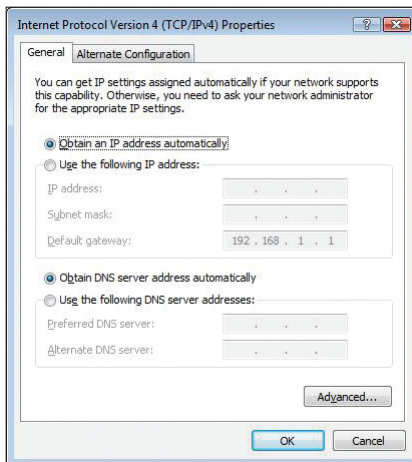 Internet Protocol Version 4 (TCP/IPv4) Properties
General Alternate Configuration
You can get IP settings assigned automatically if your network supports
this capability. Otherwise, you need to ask your network administrator
for the appropriate IP settings.
Obtain an IP address automatically
Use the following IP address:
IP address: . . .
Subnet mask: . . .
Default gateway: 192 . 168 . 1 . 1
Obtain DNS server address automatically
Use the following DNS server addresses:
Preferred DNS server: . . .
Alternate DNS server: . . .
Advanced...
OK Cancel